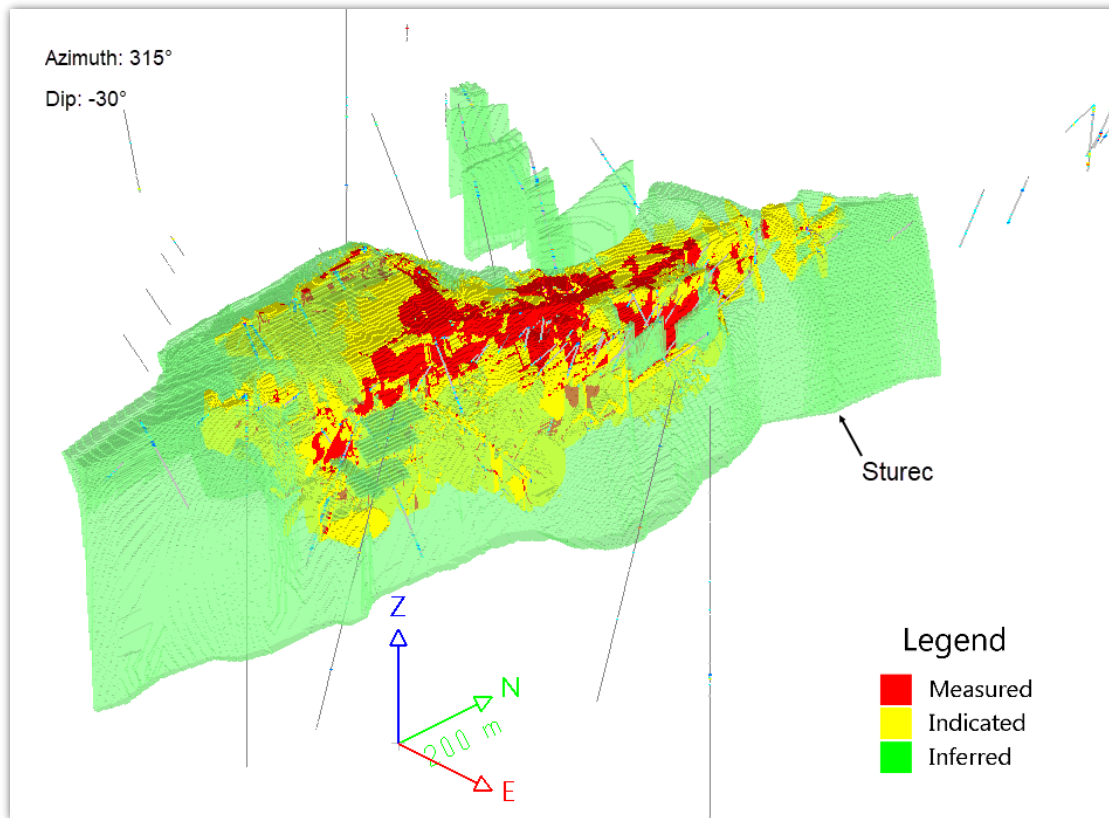 Azimuth: 315°
Dip: -30°
Sturec
Z
N
200 m
E
Legend
Measured
Indicated
Inferred